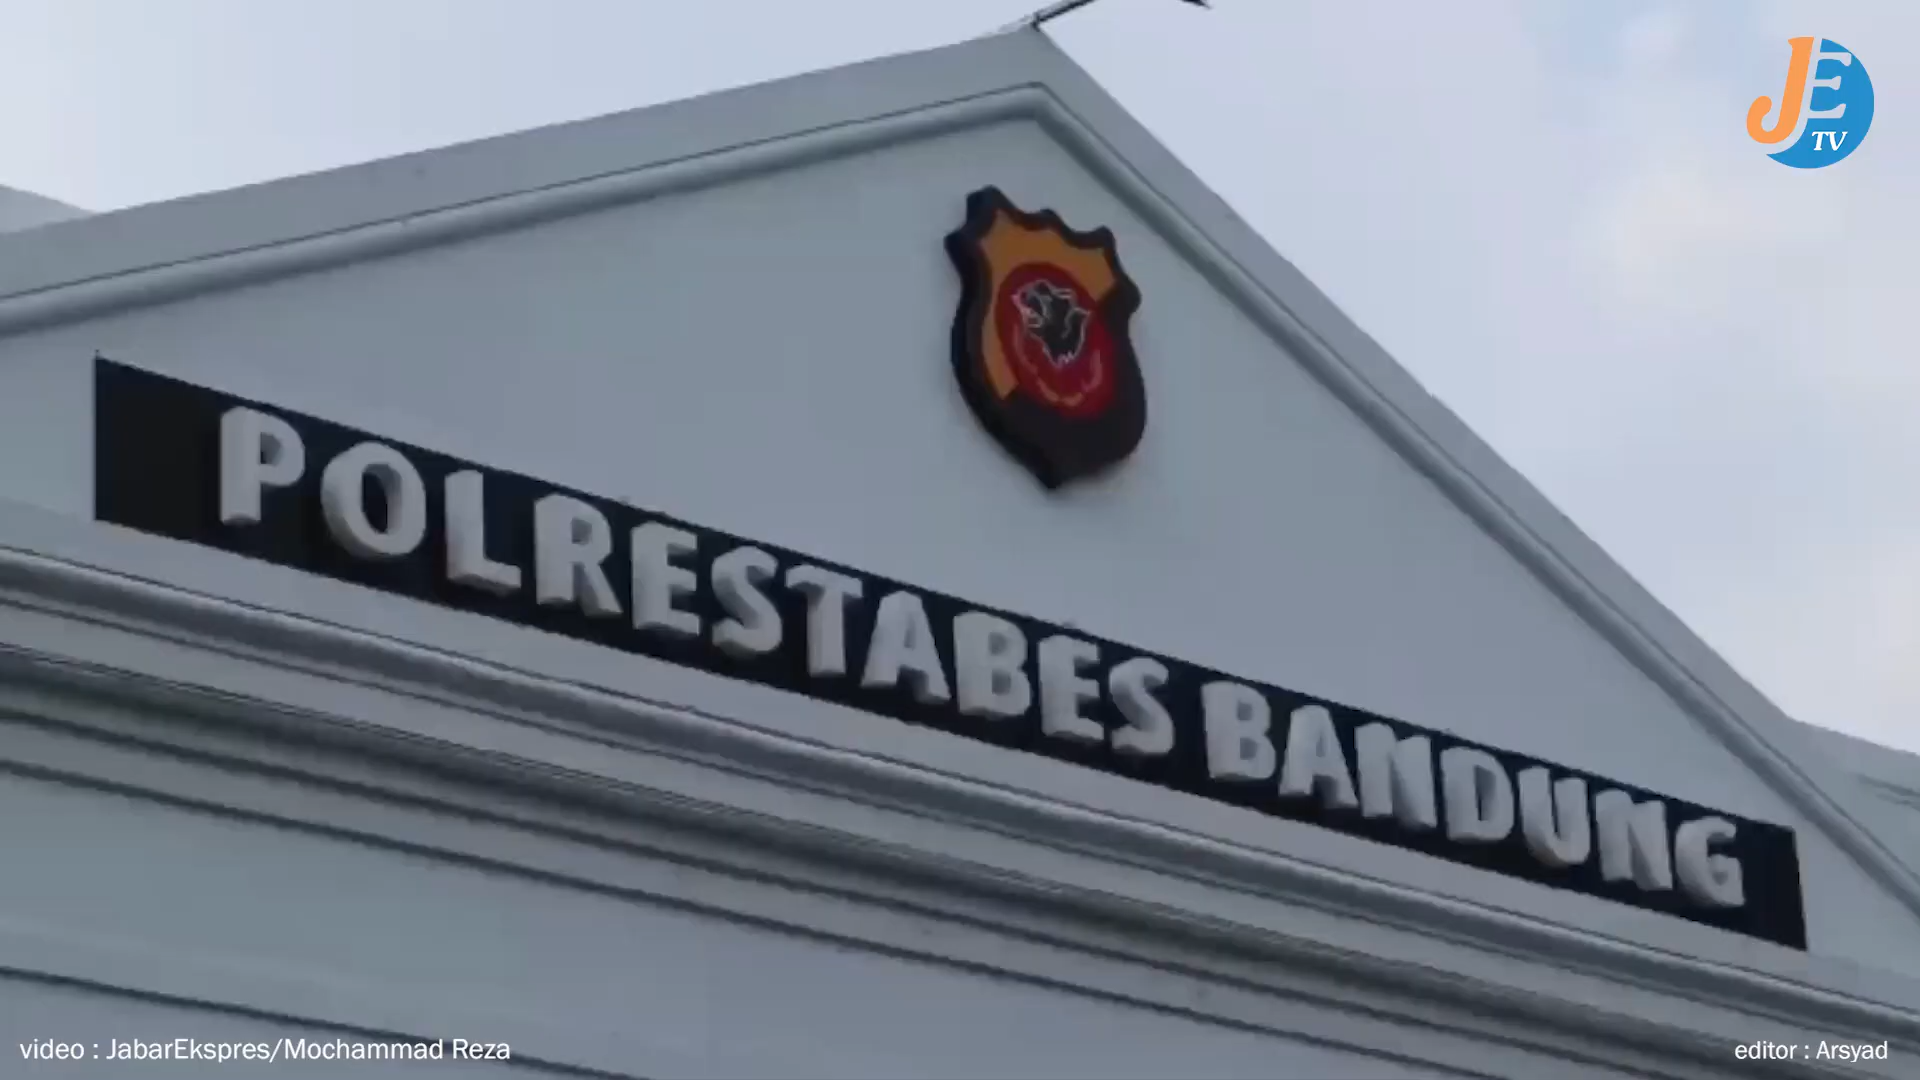 JE
TV
POLRESTABES BANDUNG
video : JabarEkspres/Mochammad Reza
editor : Arsyad